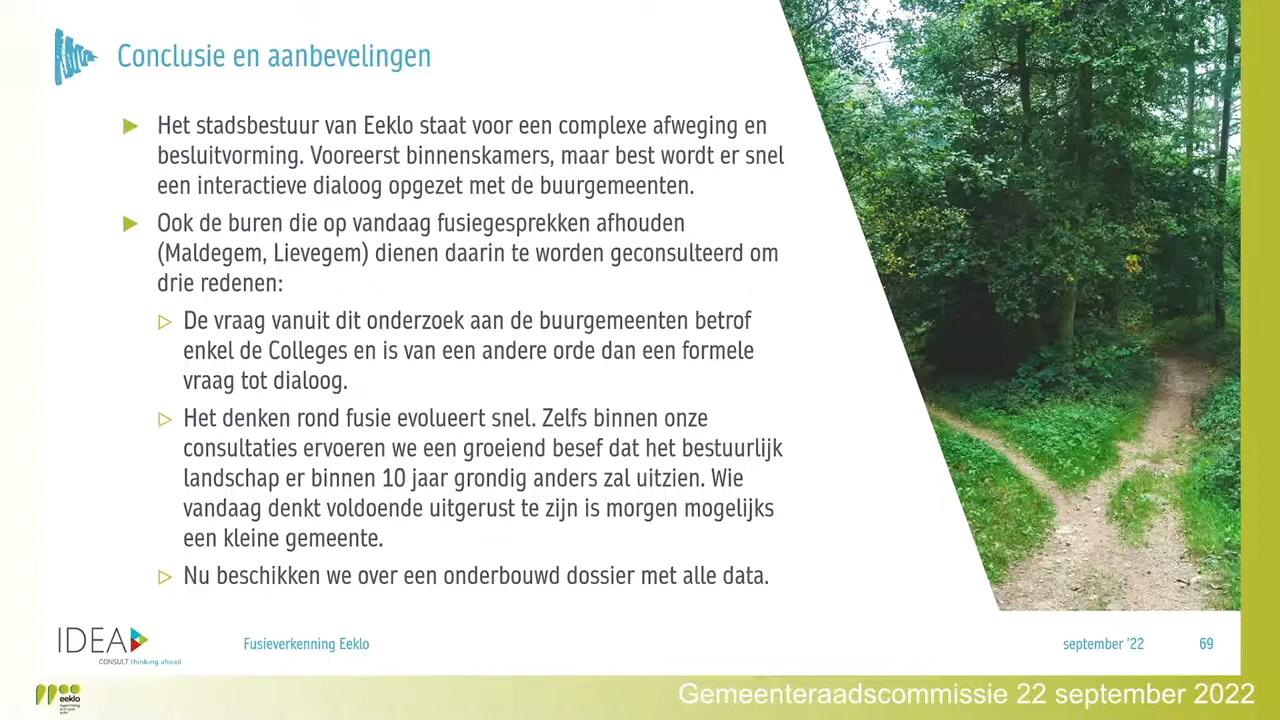 Conclusie en aanbevelingen
Het stadsbestuur van Eeklo staat voor een complexe afweging en
besluitvorming. Vooreerst binnenskamers, maar best wordt er snel
een interactieve dialoog opgezet met de buurgemeenten.
Ook de buren die op vandaag fusiegesprekken afhouden
(Maldegem, Lievegem) dienen daarin te worden geconsulteerd om
drie redenen:
De vraag vanuit dit onderzoek aan de buurgemeenten betrof
enkel de Colleges en is van een andere orde dan een formele
vraag tot dialoog.
Het denken rond fusie evolueert snel. Zelfs binnen onze
consultaties ervoeren we een groeiend besef dat het bestuurlijk
landschap er binnen 10 jaar grondig anders zal uitzien. Wie
vandaag denkt voldoende uitgerust te zijn is morgen mogelijks
een kleine gemeente.
Nu beschikken we over een onderbouwd dossier met alle data.
IDEA
CONSULT thinking ahead
Fusieverkenning Eeklo
september '22
69
eeklo
Gemeenteraadscommissie 22 september 2022